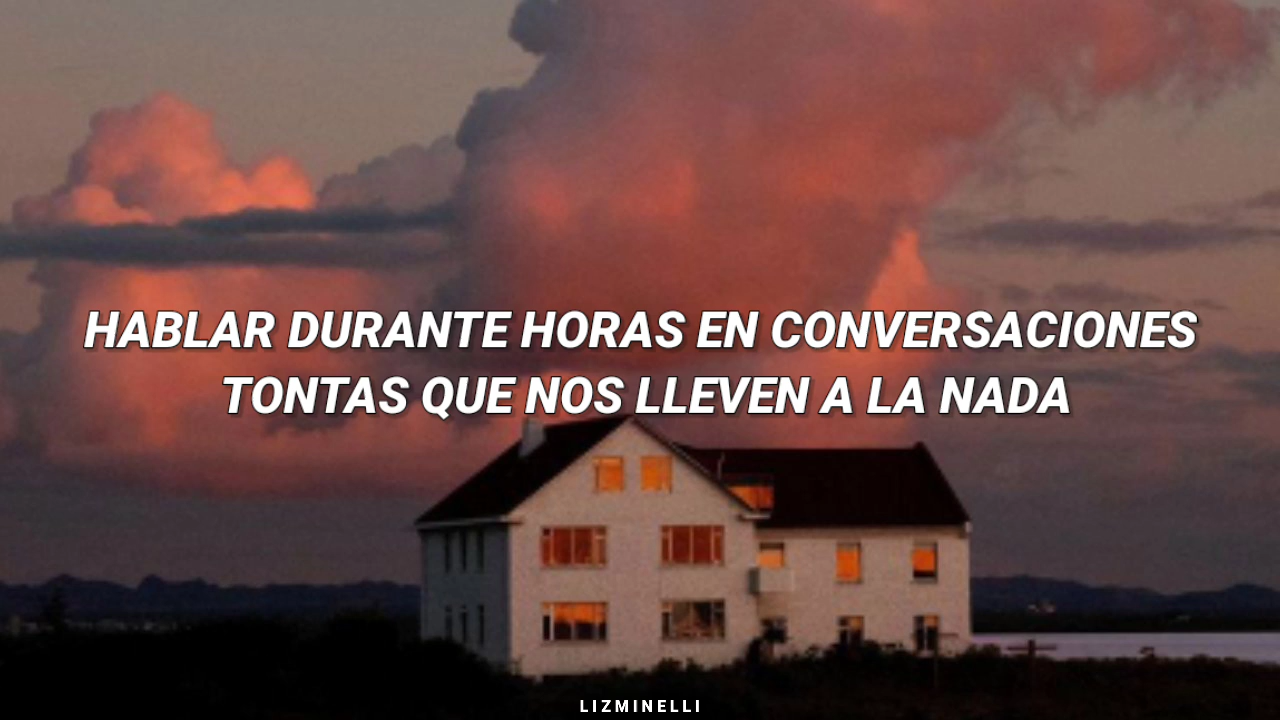 HABLAR DURANTE HORAS EN CONVERSACIONES
TONTAS QUE NOS LLEVEN A LA NADA
LIZMINELLI